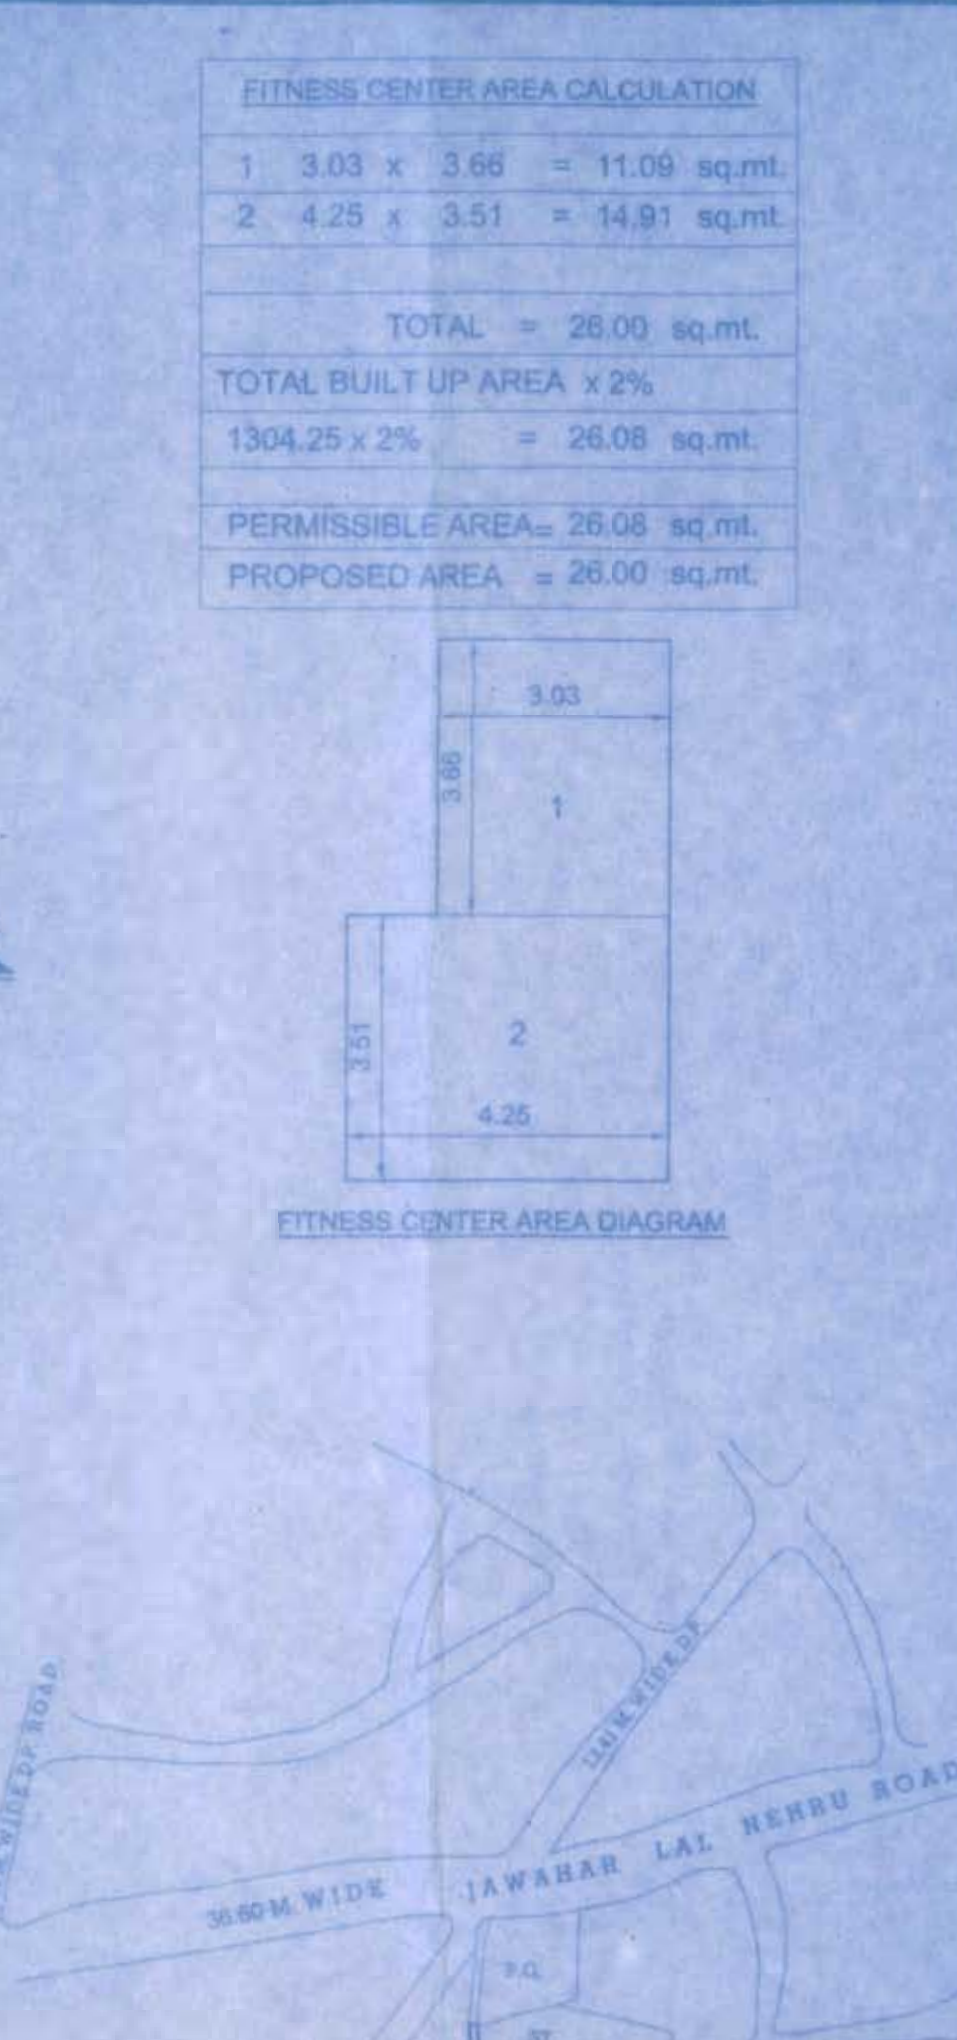 FITNESS CENTER AREA CALCULATION
1 3.03 x 3.66 = 11.09 sq.mt.
2 4.25 x 3.51 = 14.91 sq.mt.
TOTAL = 26.00 sq.mt.
TOTAL BUILT UP AREA x 2%
1304.25 x 2% = 26.08 sq.mt.
PERMISSIBLE AREA= 26.08 sq.mt.
PROPOSED AREA = 26.00 sq.mt.
3.03
3.66
1
3.51
2
4.25
FITNESS CENTER AREA DIAGRAM
WIDE DP ROAD
M WIDE DP
36.60 M. WIDE JAWAHAR LAL NEHRU ROAD
P.O.